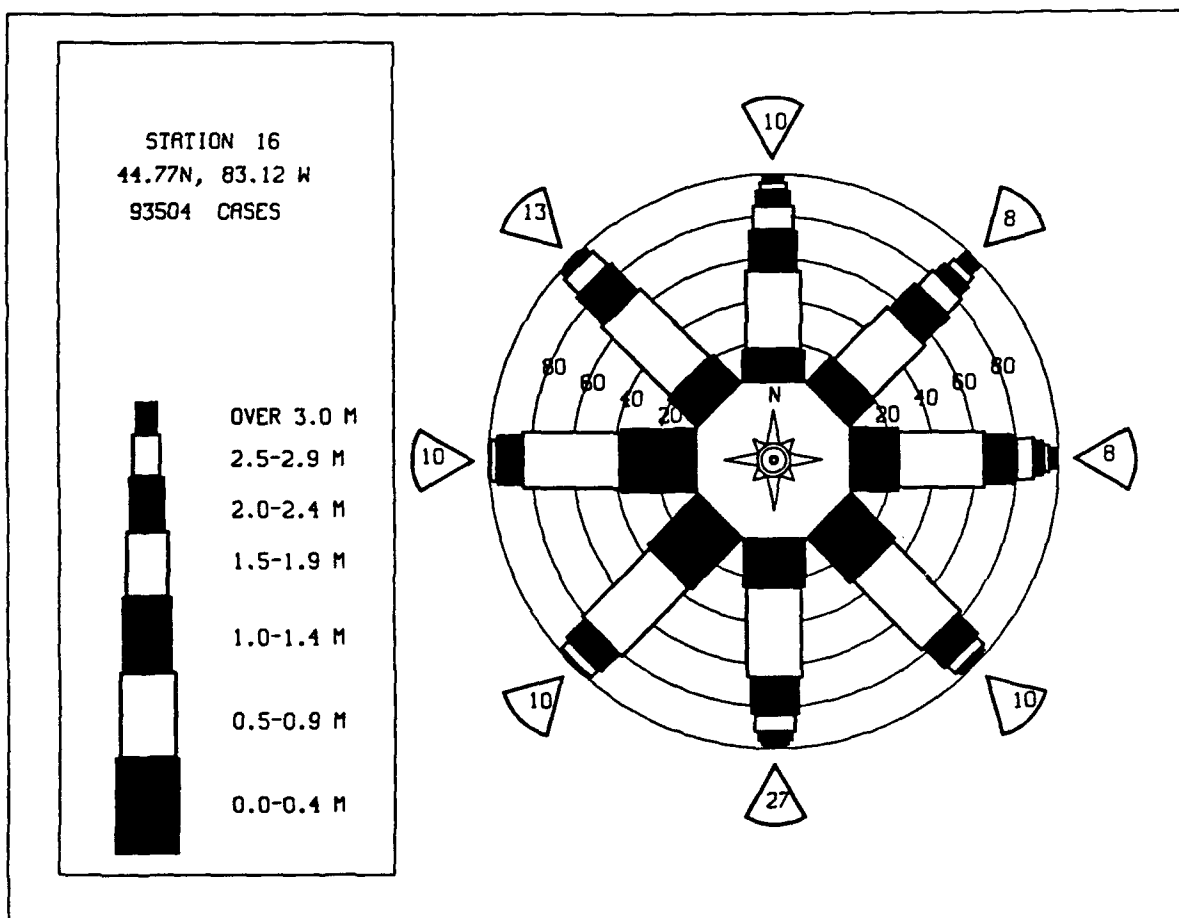 STATION 16
44.77N, 83.12 W
93504 CASES
OVER 3.0 M
2.5-2.9 M
2.0-2.4 M
1.5-1.9 M
1.0-1.4 M
0.5-0.9 M
0.0-0.4 M
10
13
8
80
60
40
20
N
20
40
60
80
10
8
10
10
27